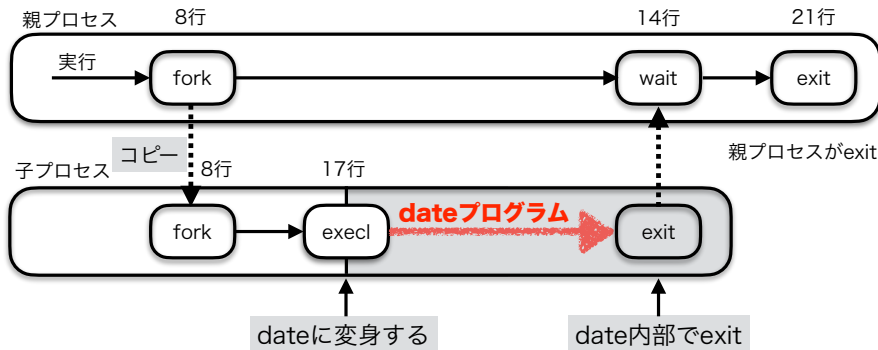 親プロセス
8行
14行
21行
実行
fork
wait
exit
コピー
親プロセスがexit
子プロセス
8行
17行
dateプログラム
fork
execl
exit
dateに変身する
date内部でexit